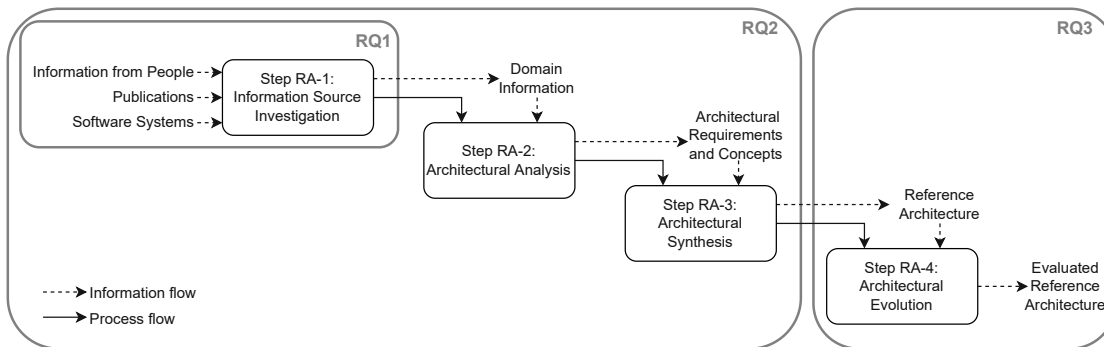 RQ1
RQ2
RQ3
Information from People
Publications
Software Systems
Step RA-1:
Information Source
Investigation
Domain
Information
Step RA-2:
Architectural Analysis
Architectural
Requirements
and Concepts
Step RA-3:
Architectural
Synthesis
Reference
Architecture
Step RA-4:
Architectural
Evolution
Evaluated
Reference
Architecture
Information flow
Process flow